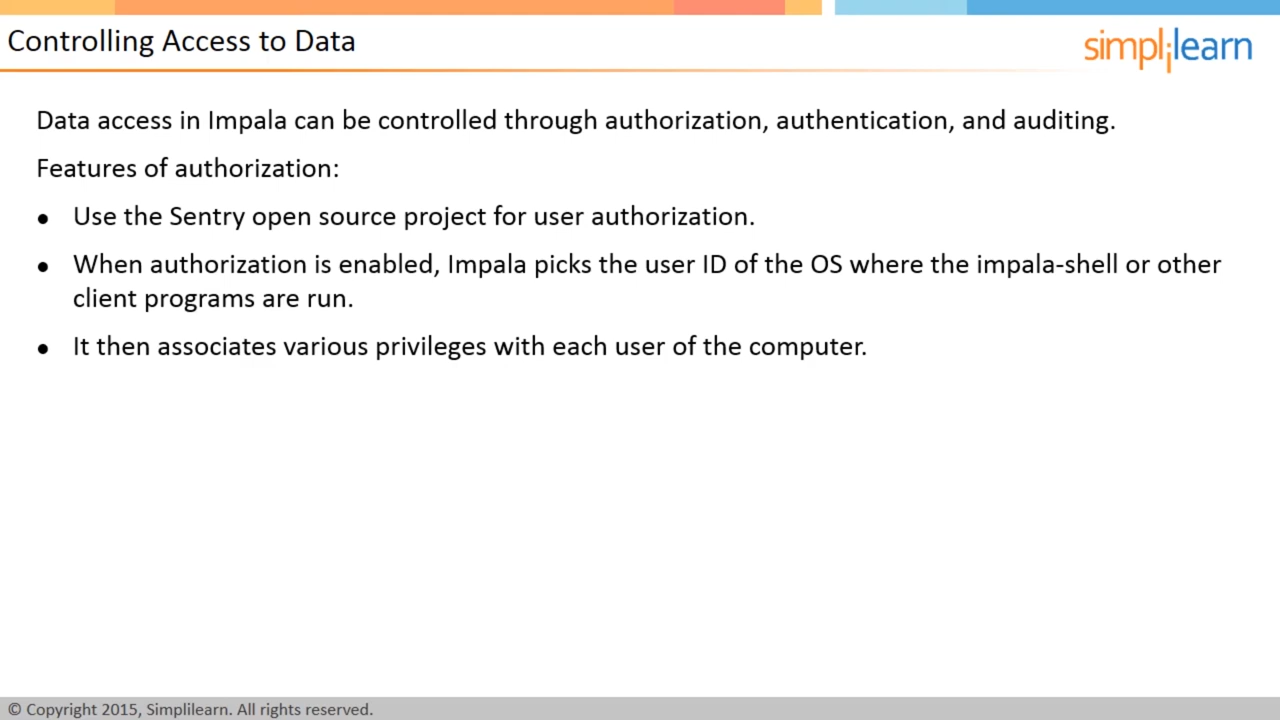 Controlling Access to Data
simplilearn
Data access in Impala can be controlled through authorization, authentication, and auditing.
Features of authorization:
● Use the Sentry open source project for user authorization.
● When authorization is enabled, Impala picks the user ID of the OS where the impala-shell or other
client programs are run.
● It then associates various privileges with each user of the computer.
© Copyright 2015, Simplilearn. All rights reserved.